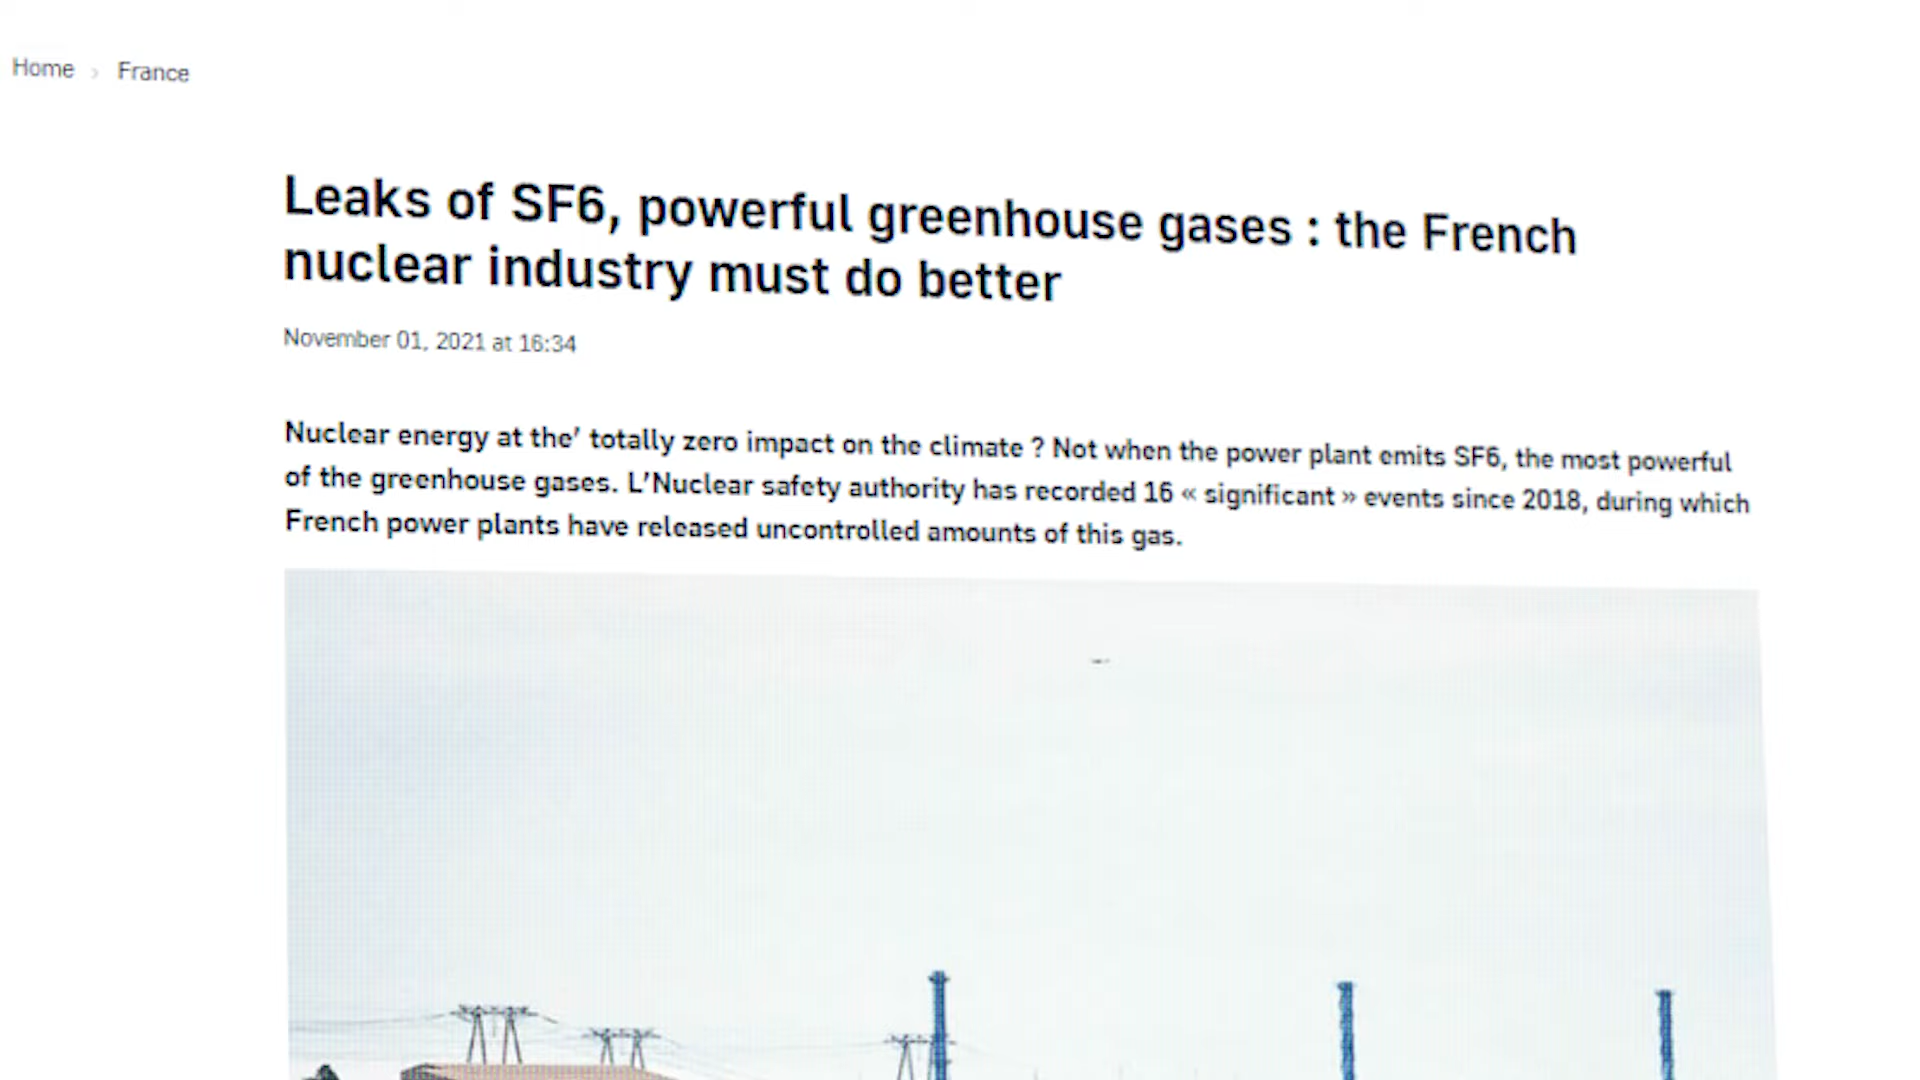 Home › France
Leaks of SF6, powerful greenhouse gases : the French
nuclear industry must do better
November 01, 2021 at 16:34
Nuclear energy at the’ totally zero impact on the climate ? Not when the power plant emits SF6, the most powerful
of the greenhouse gases. L’Nuclear safety authority has recorded 16 « significant » events since 2018, during which
French power plants have released uncontrolled amounts of this gas.